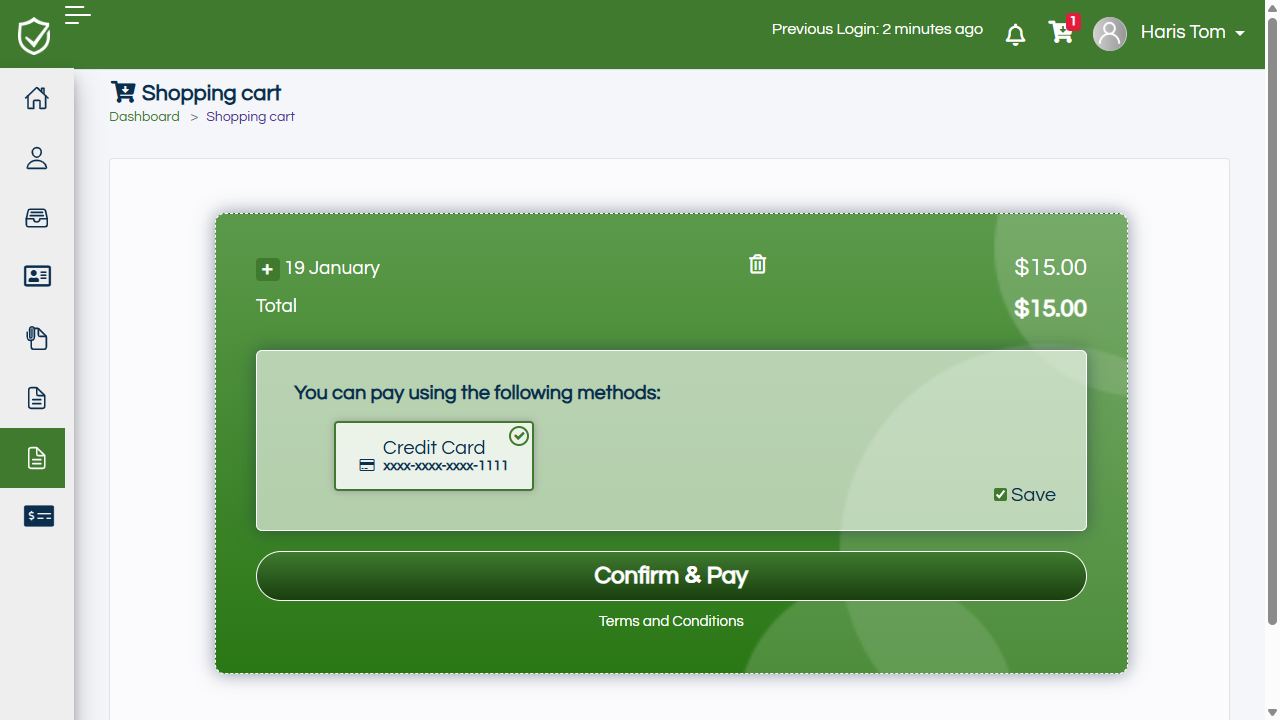 Previous Login: 2 minutes ago
1
Haris Tom
Shopping cart
Dashboard > Shopping cart
19 January
$15.00
Total
$15.00
You can pay using the following methods:
Credit Card
xxxx-xxxx-xxxx-1111
Save
Confirm & Pay
Terms and Conditions